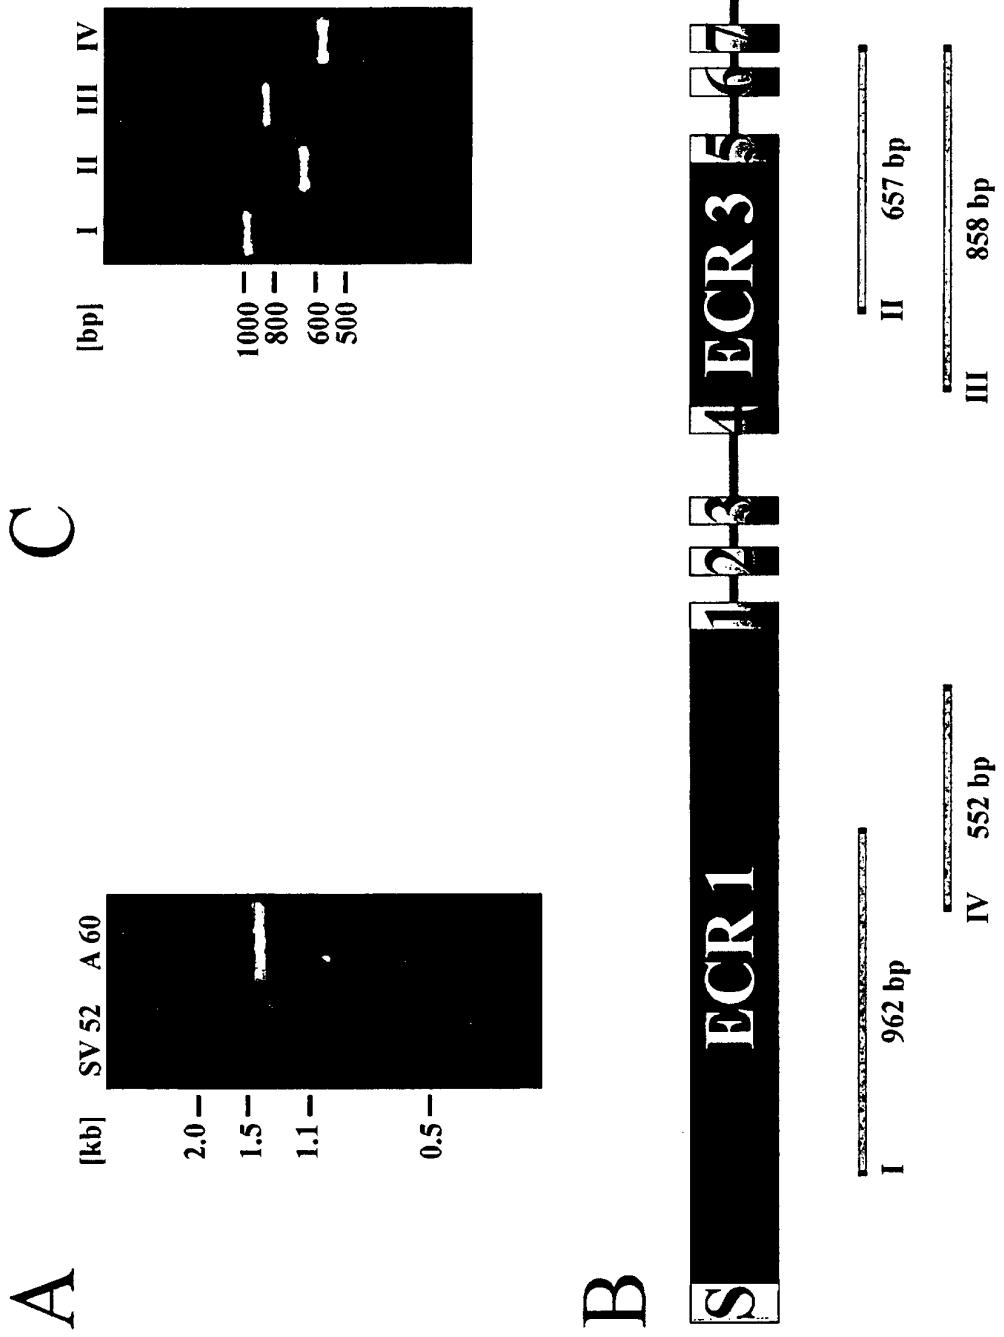 A
[kb] SV 52 A 60
2.0
1.5
1.1
0.5
C
[bp] I II III IV
1000
800
600
500
B
S ECR 1 1 2 3 4 ECR 3 5 6 7
I 962 bp
II 657 bp
IV 552 bp
III 858 bp